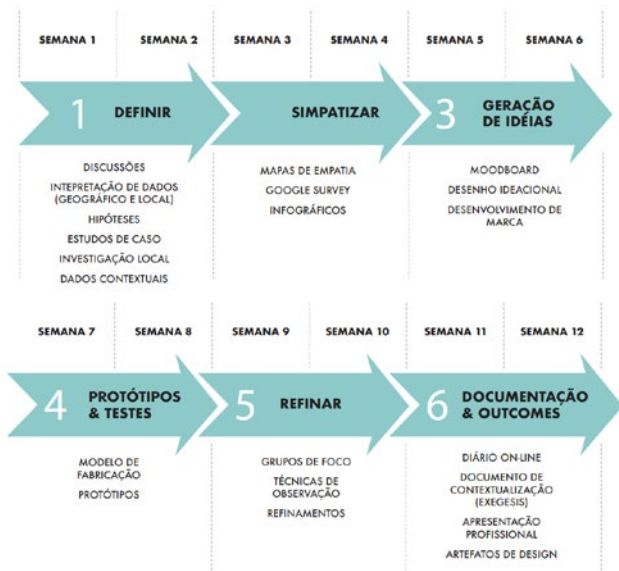 SEMANA 1
SEMANA 2
SEMANA 3
SEMANA 4
SEMANA 5
SEMANA 6
1
DEFINIR
SIMPATIZAR
3
GERAÇÃO
DE IDÉIAS
DISCUSSÕES
INTEPRETAÇÃO DE DADOS
(GEOGRÁFICO E LOCAL)
HIPÓTESES
ESTUDOS DE CASO
INVESTIGAÇÃO LOCAL
DADOS CONTEXTUAIS
MAPAS DE EMPATIA
GOOGLE SURVEY
INFOGRÁFICOS
MOODBOARD
DESENHO IDEACIONAL
DESENVOLVIMENTO DE
MARCA
SEMANA 7
SEMANA 8
SEMANA 9
SEMANA 10
SEMANA 11
SEMANA 12
4
PROTÓTIPOS
& TESTES
5
REFINAR
6
DOCUMENTAÇÃO
& OUTCOMES
MODELO DE
FABRICAÇÃO
PROTÓTIPOS
GRUPOS DE FOCO
TÉCNICAS DE
OBSERVAÇÃO
REFINAMENTOS
DIÁRIO ON-LINE
DOCUMENTO DE
CONTEXTUALIZAÇÃO
(EXEGESIS)
APRESENTAÇÃO
PROFISSIONAL
ARTEFATOS DE DESIGN